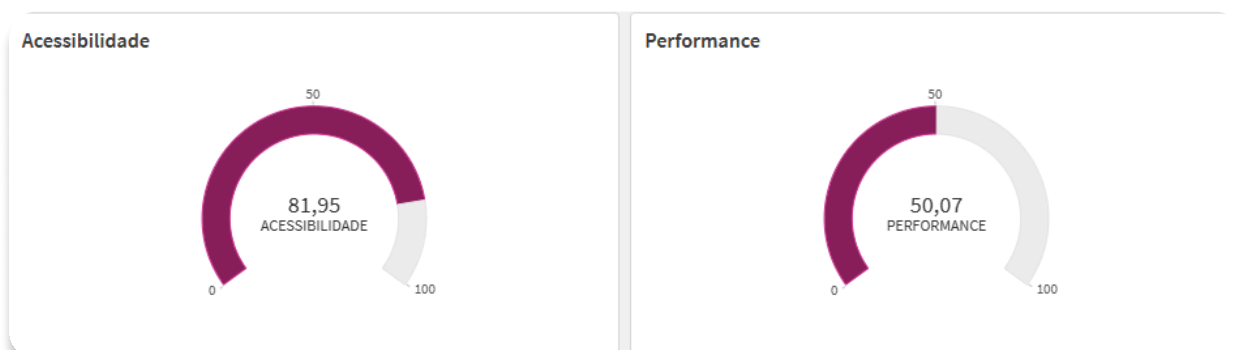 Acessibilidade
50
81,95
ACESSIBILIDADE
0
100
Performance
50
50,07
PERFORMANCE
0
100